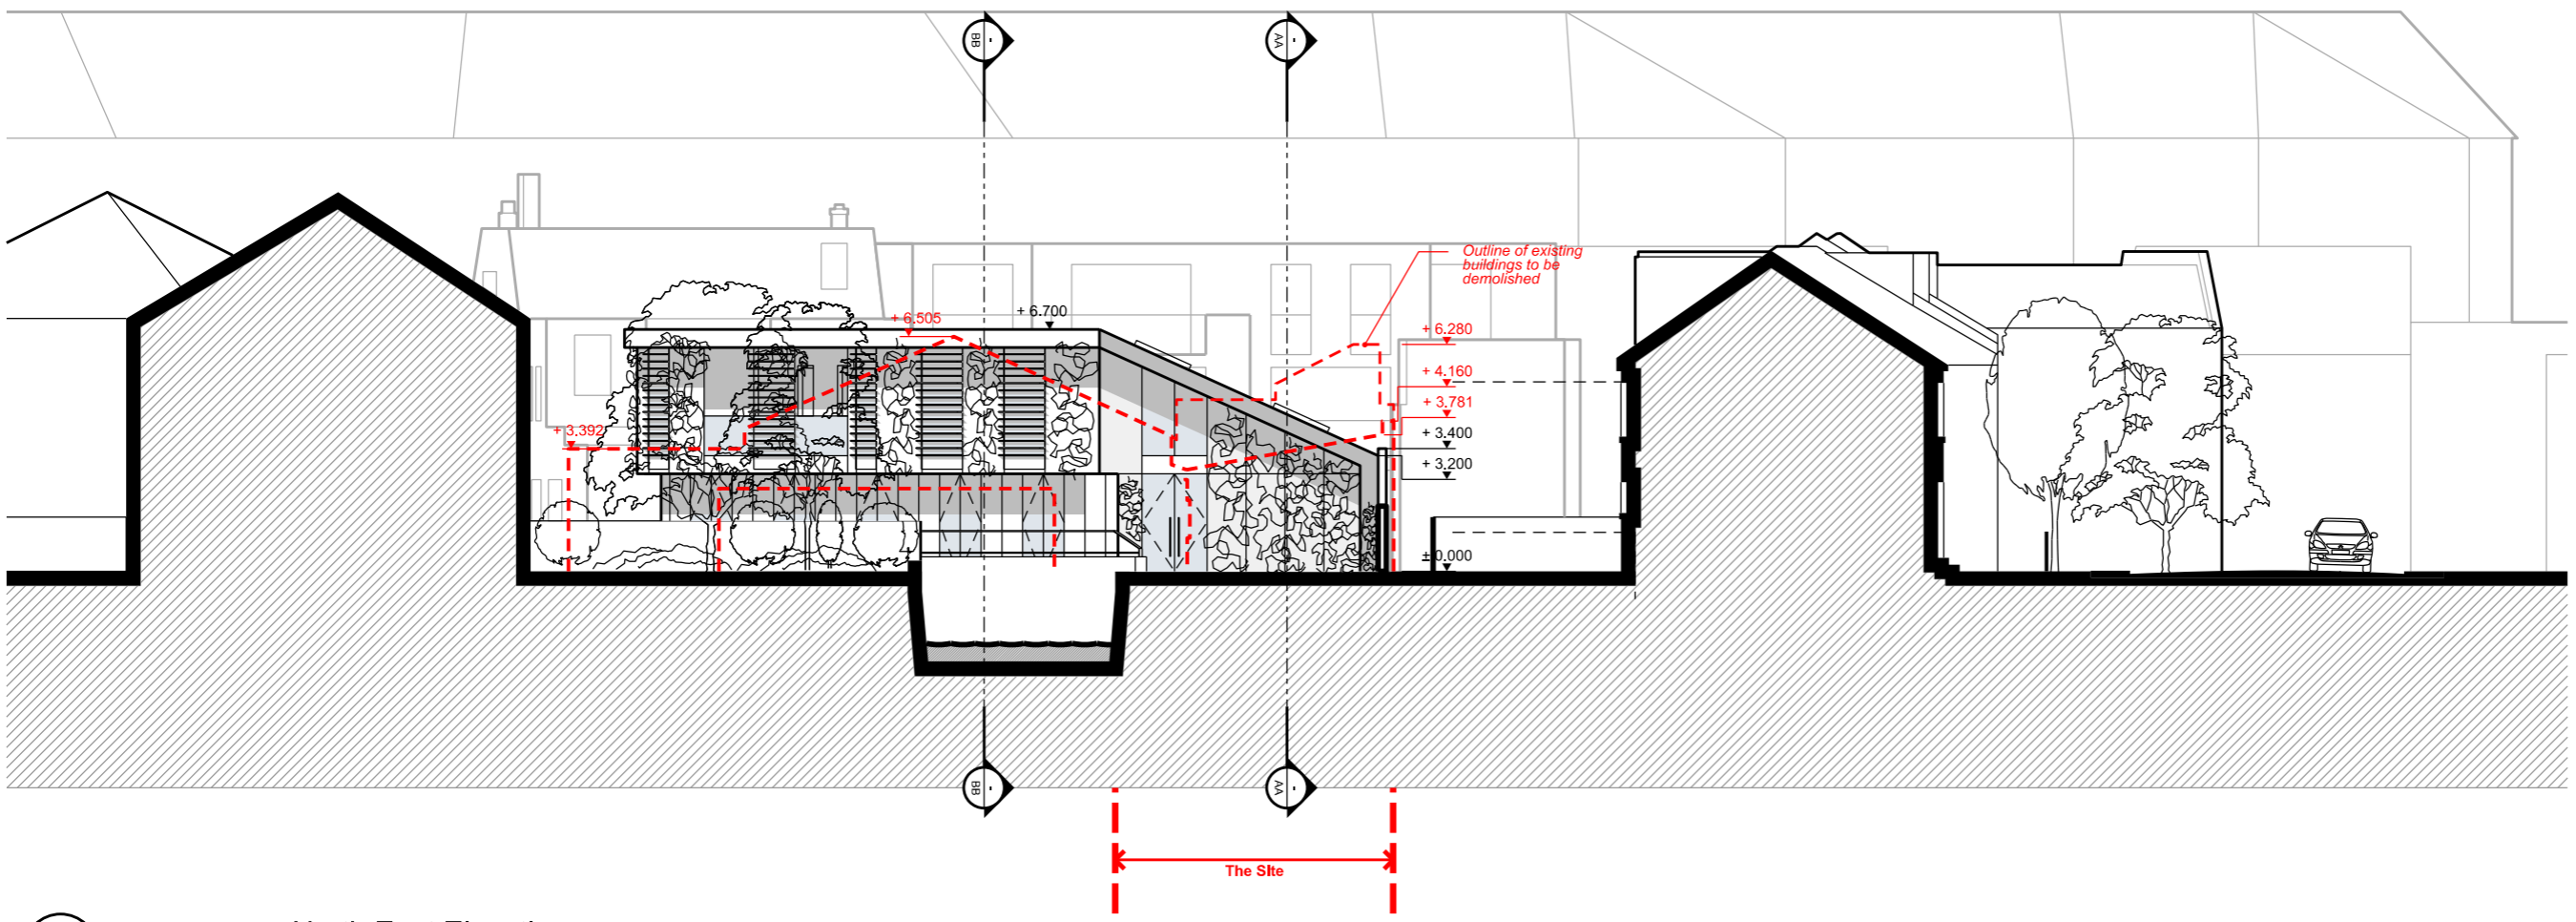 BB -
AA -
Outline of existing
buildings to be
demolished
+ 6.505
+ 6.700
+ 6.280
+ 4.160
+ 3.781
+ 3.392
+ 3.400
+ 3.200
± 0.000
BB -
AA -
The SIte